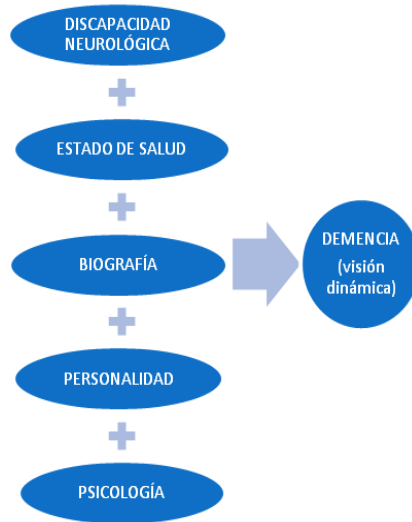 DISCAPACIDAD
NEUROLÓGICA
ESTADO DE SALUD
BIOGRAFÍA
PERSONALIDAD
PSICOLOGÍA
DEMENCIA
(visión
dinámica)